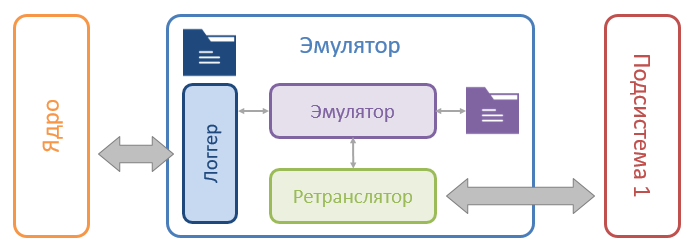 Ядро
Эмулятор
Логгер
Эмулятор
Ретранслятор
Подсистема 1